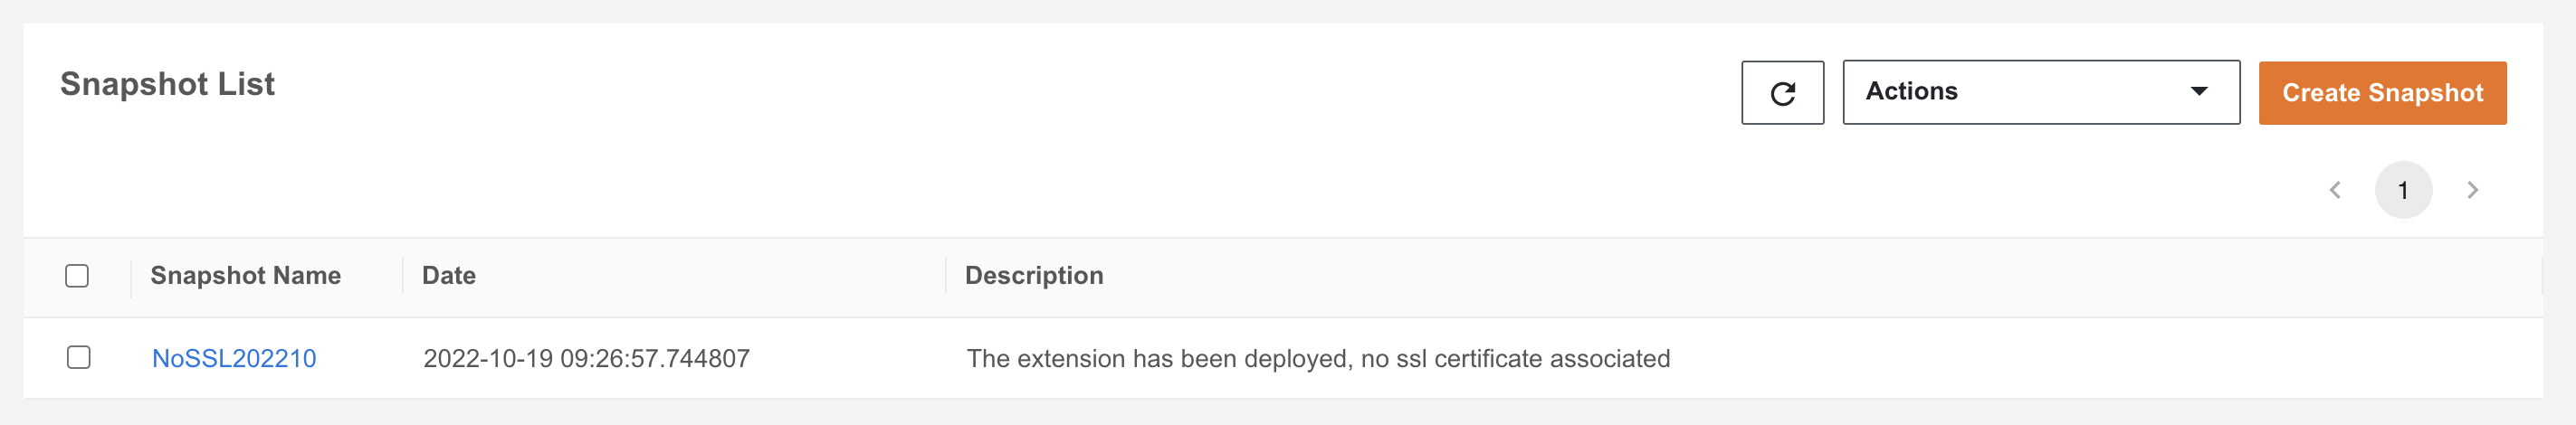 Snapshot List
Actions
Create Snapshot
1
Snapshot Name Date Description
NoSSL202210 2022-10-19 09:26:57.744807 The extension has been deployed, no ssl certificate associated